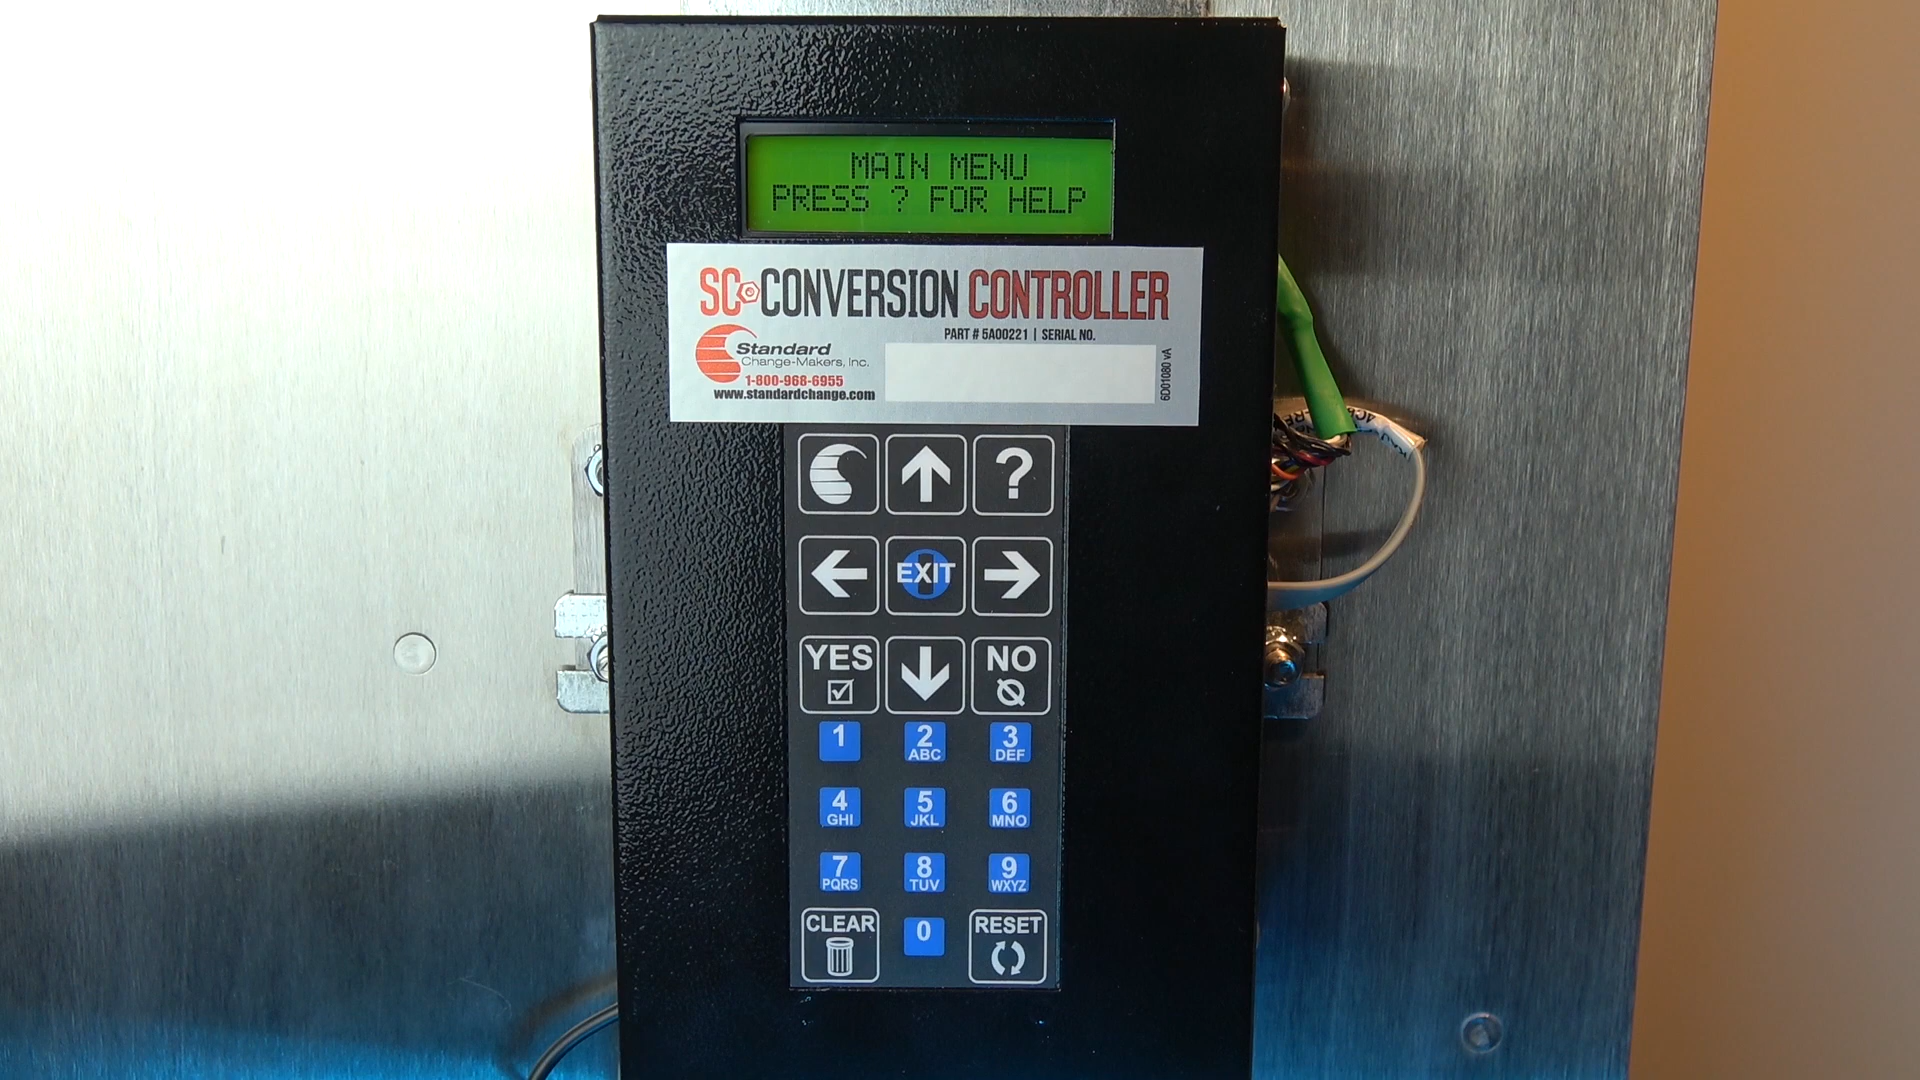 MAIN MENU
PRESS ? FOR HELP
SC CONVERSION CONTROLLER
PART # 5A00221 | SERIAL NO.
Standard
Change-Makers, Inc.
1-800-968-6955
www.standardchange.com
6D01080 vA
?
EXIT
YES NO
1 2 3
ABC DEF
4 5 6
GHI JKL MNO
7 8 9
PQRS TUV WXYZ
CLEAR 0 RESET